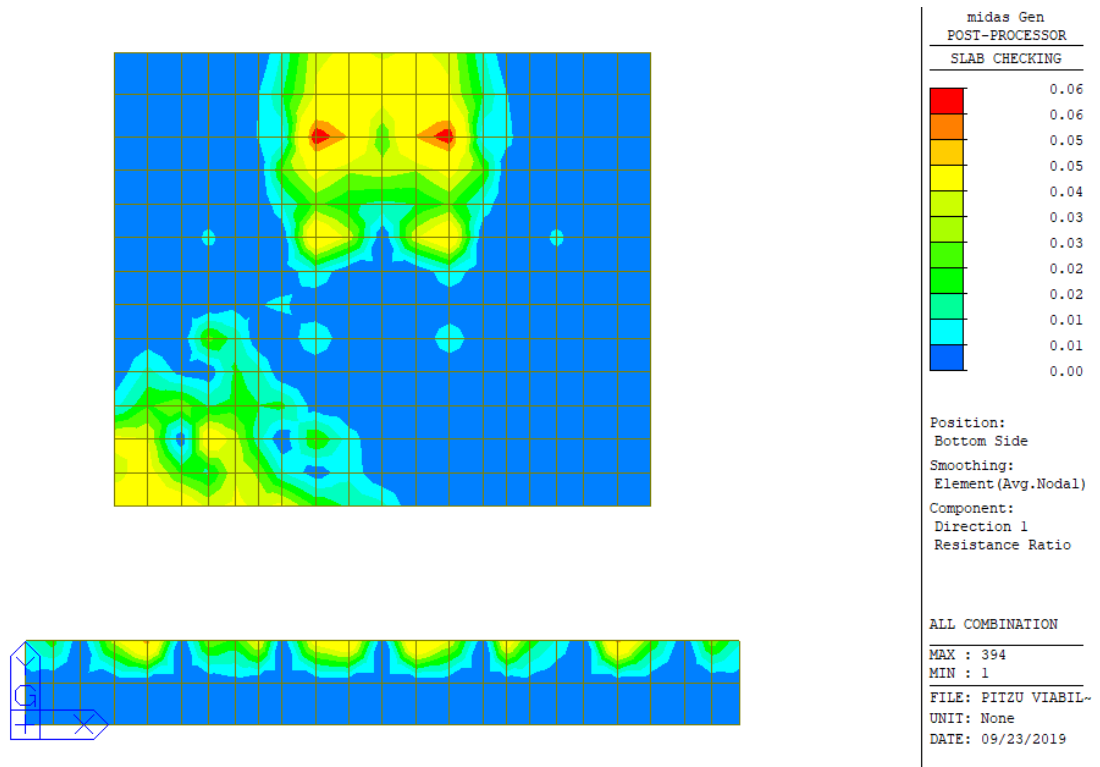 midas Gen
POST-PROCESSOR
SLAB CHECKING
0.06
0.06
0.05
0.05
0.04
0.03
0.03
0.02
0.02
0.01
0.01
0.00
Position:
Bottom Side
Smoothing:
Element(Avg.Nodal)
Component:
Direction 1
Resistance Ratio
ALL COMBINATION
MAX : 394
MIN : 1
FILE: PITZU VIABIL~
UNIT: None
DATE: 09/23/2019
Y
G
X